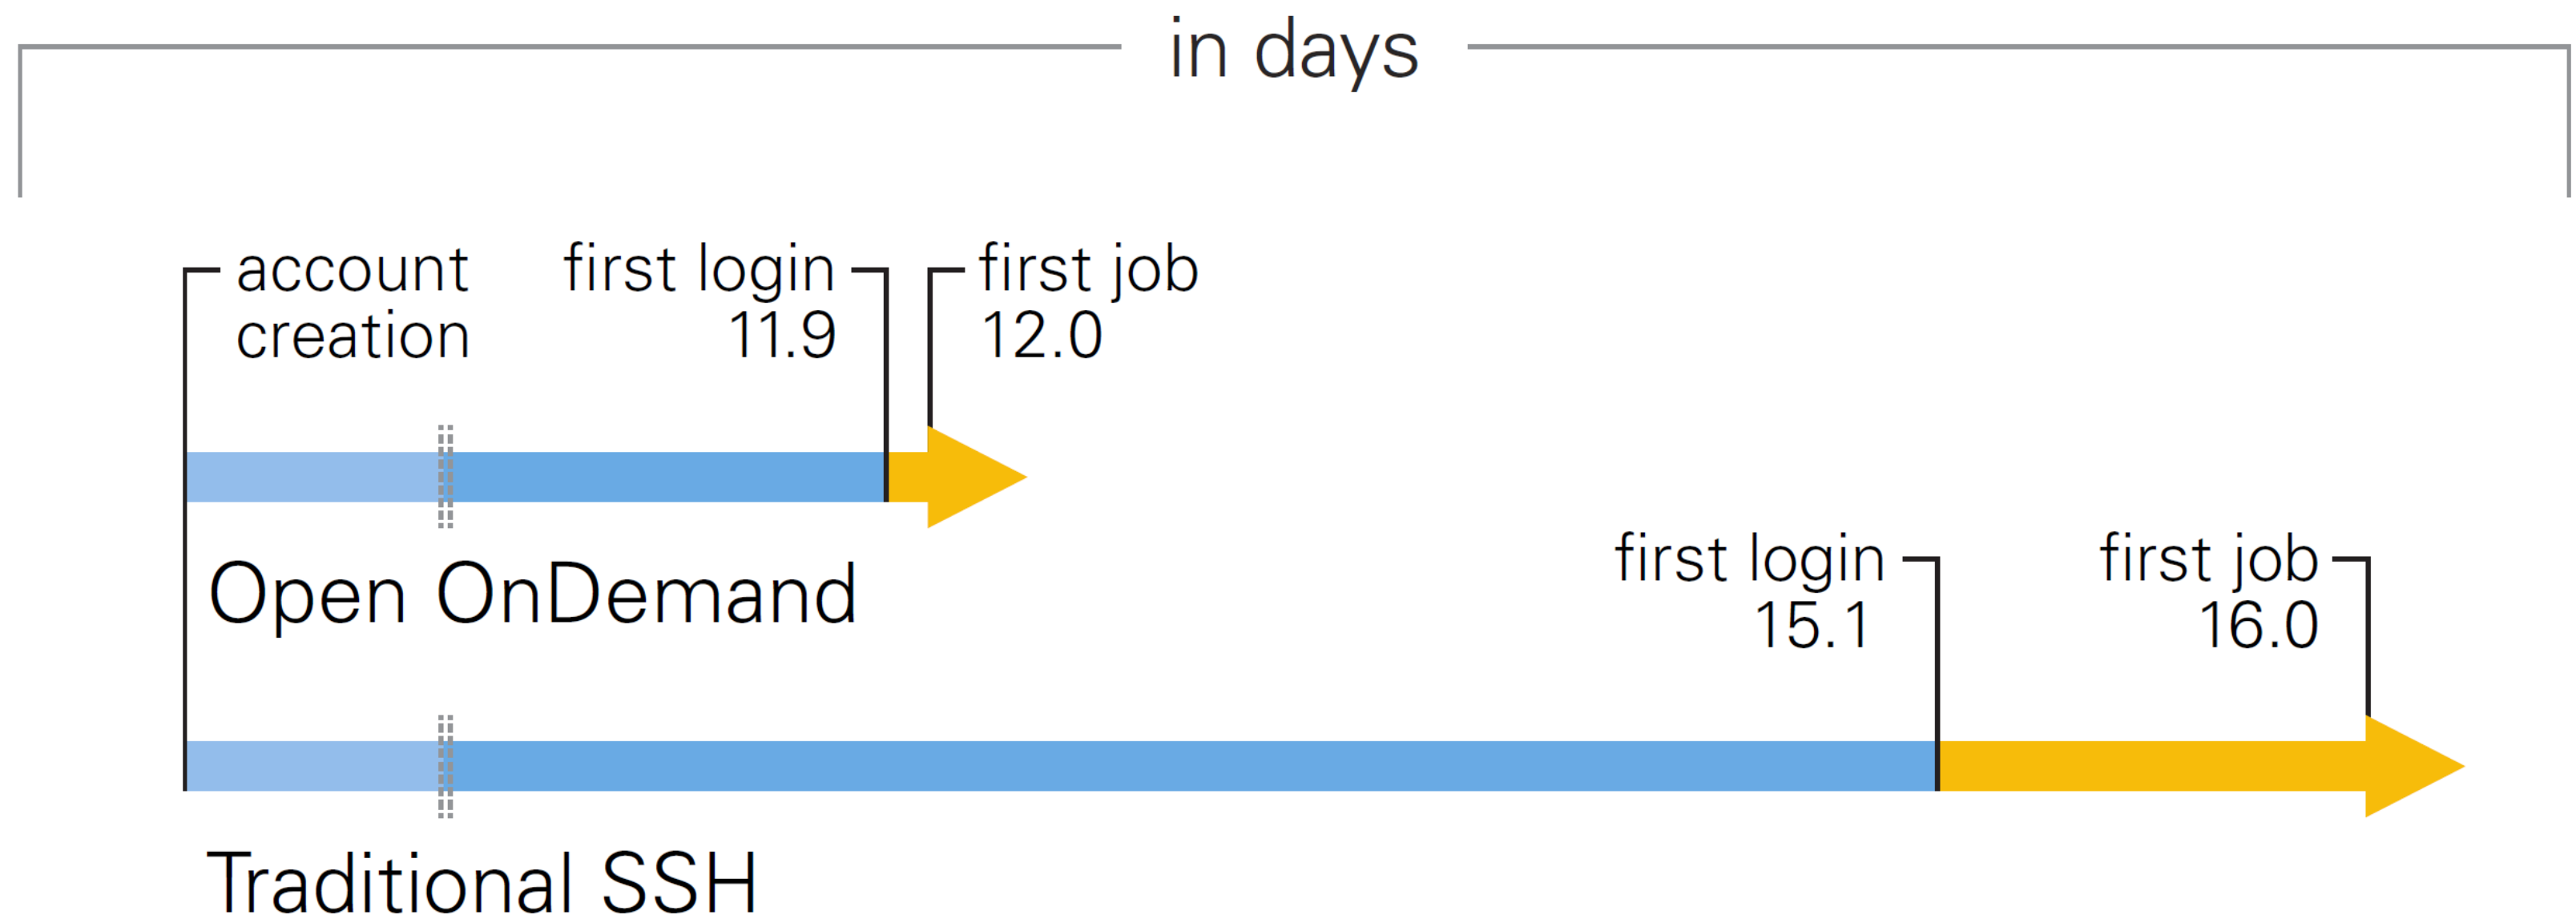 in days
account
creation
first login
11.9
first job
12.0
Open OnDemand
first login
15.1
first job
16.0
Traditional SSH